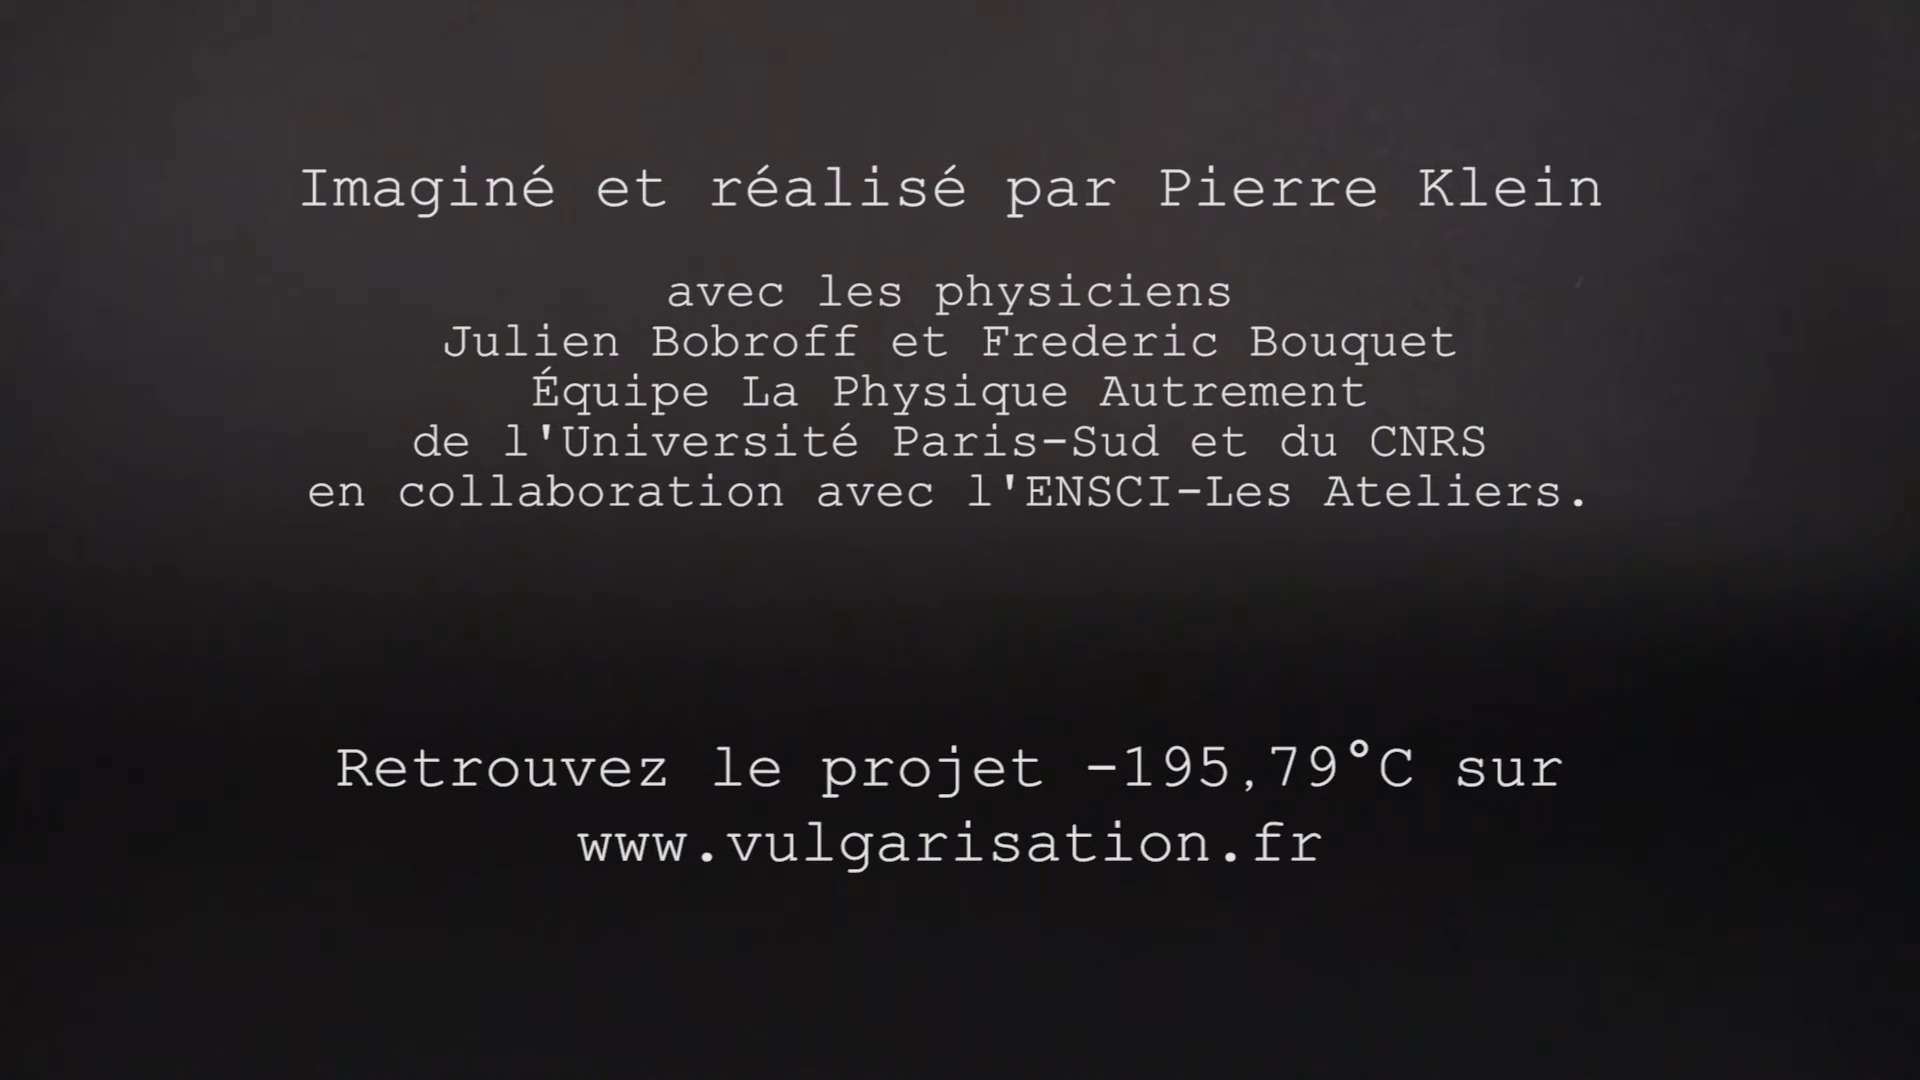 Imaginé et réalisé par Pierre Klein
avec les physiciens
Julien Bobroff et Frederic Bouquet
Équipe La Physique Autrement
de l'Université Paris-Sud et du CNRS
en collaboration avec l'ENSCI-Les Ateliers.
Retrouvez le projet -195,79°C sur
www.vulgarisation.fr